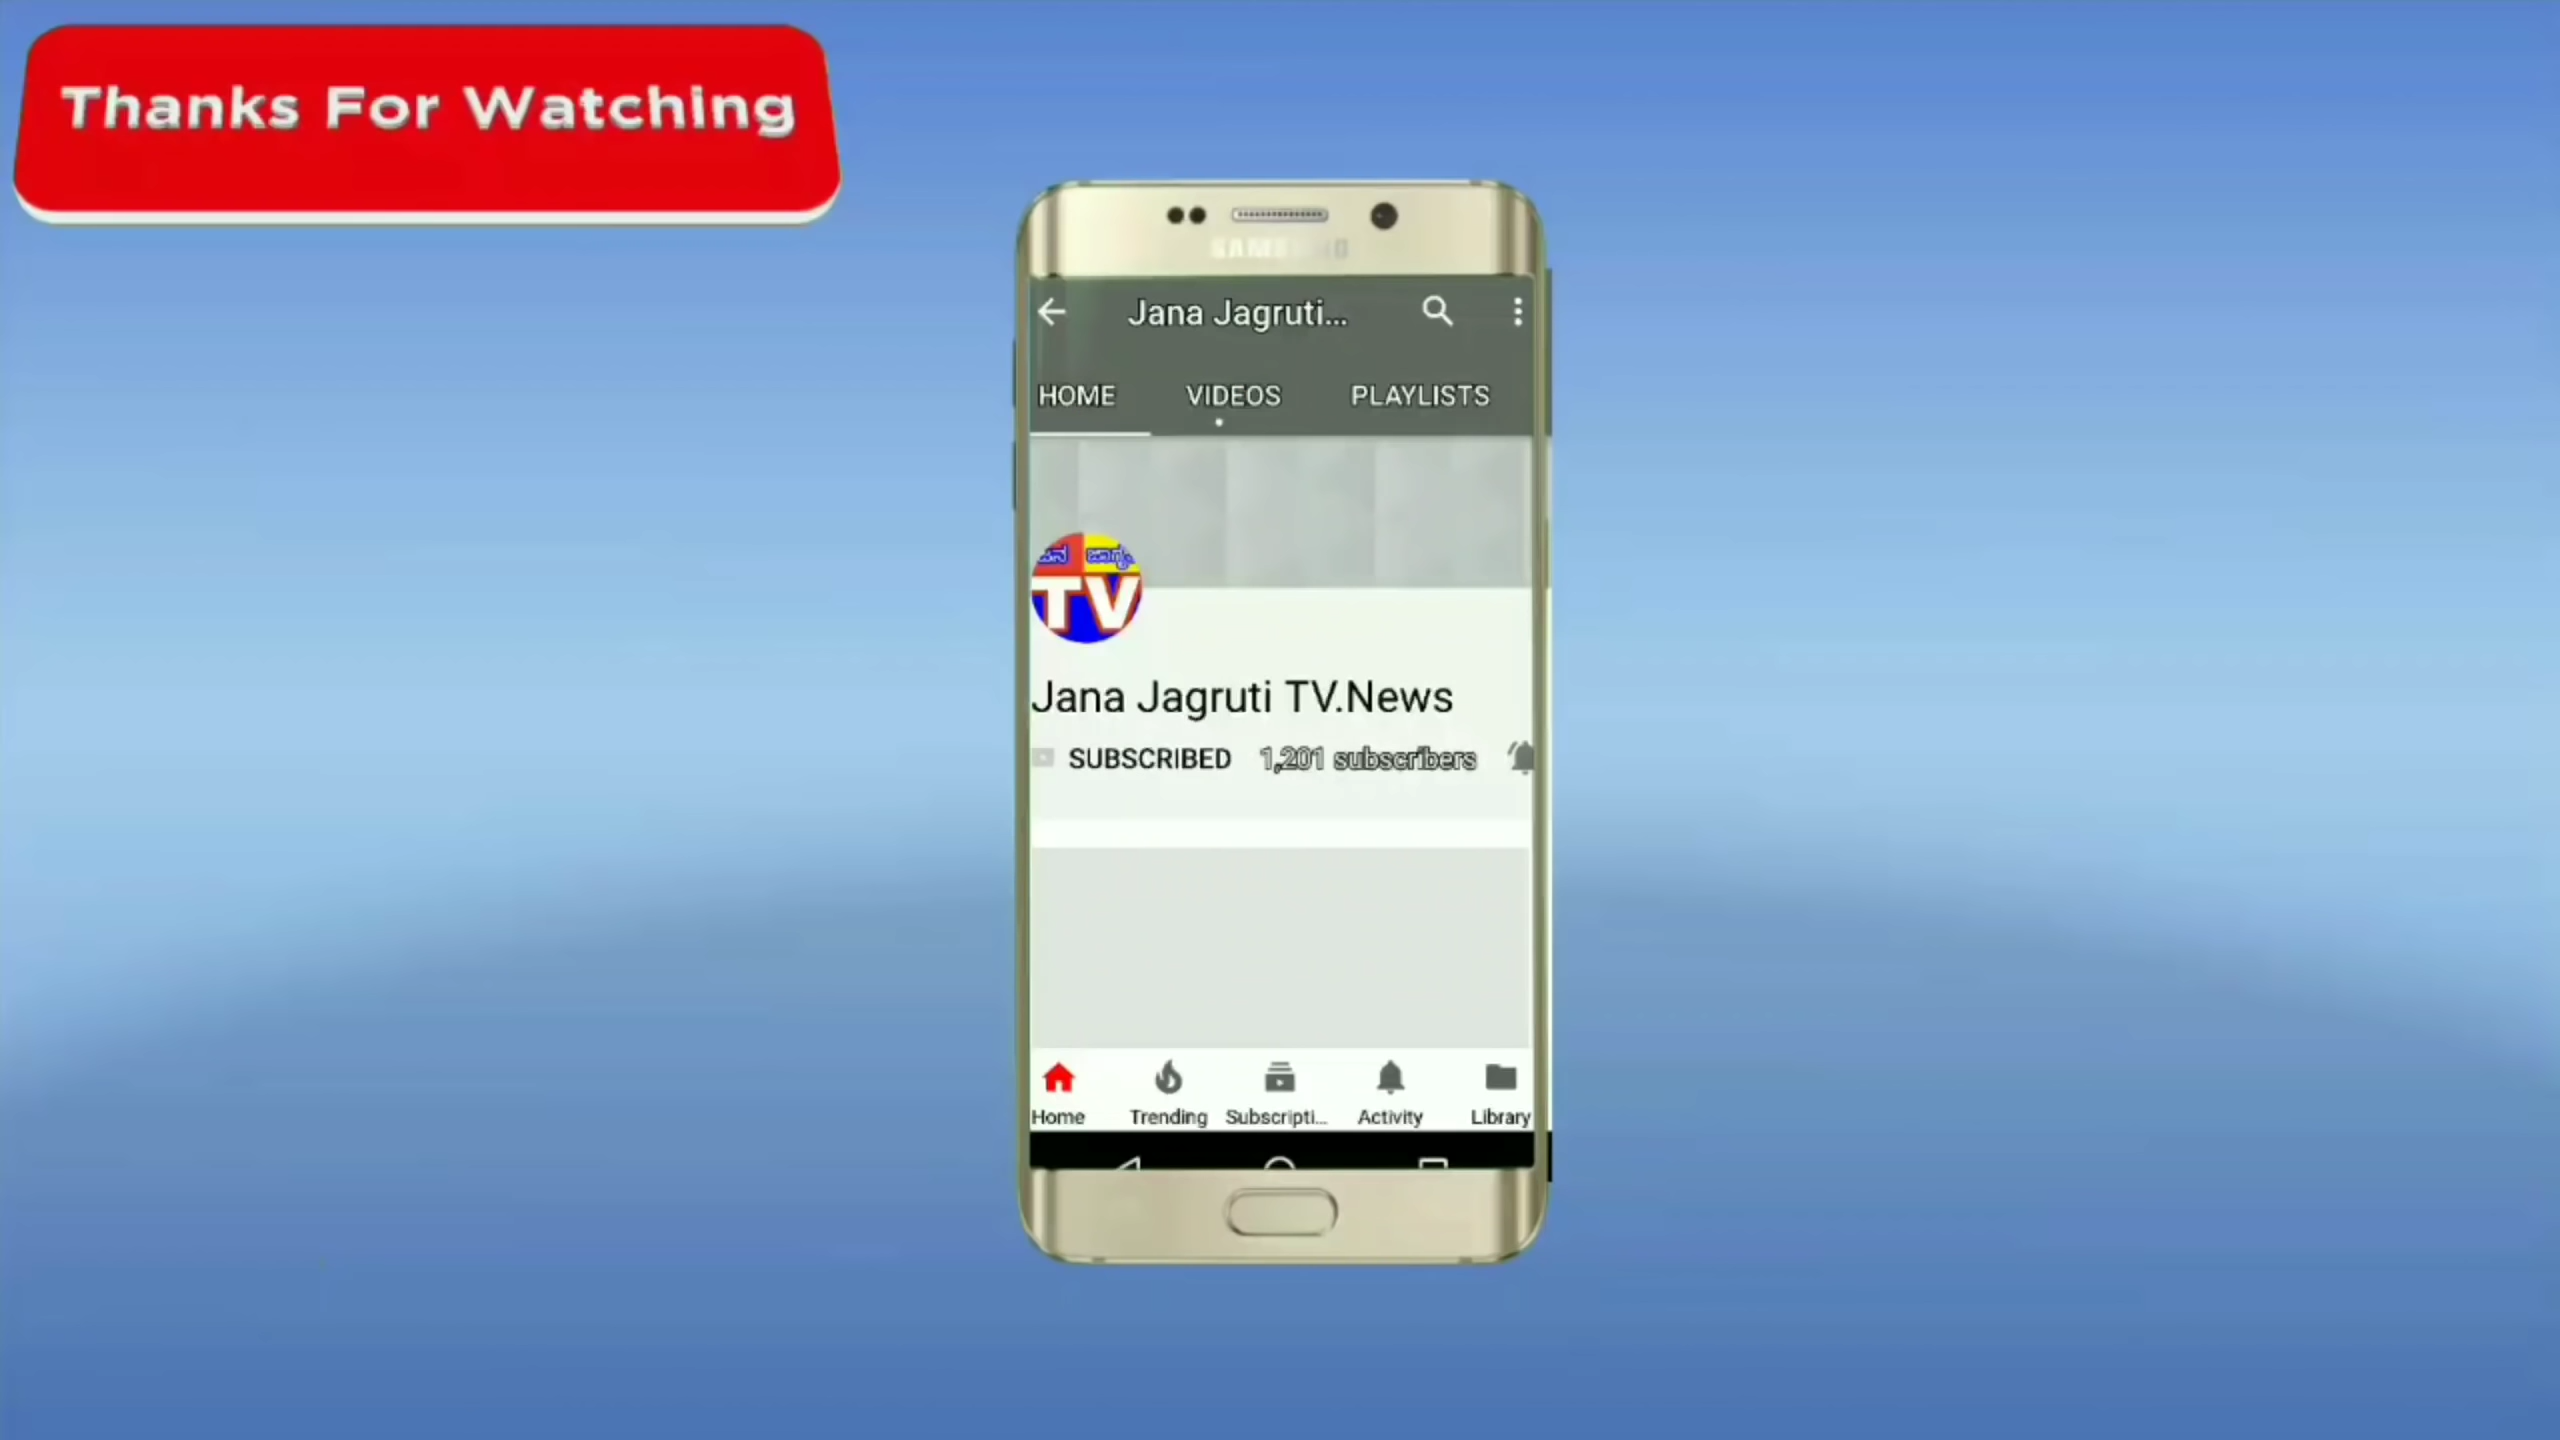 Thanks For Watching
SAMSUNG
Jana Jagruti...
HOME VIDEOS PLAYLISTS
TV
Jana Jagruti TV.News
SUBSCRIBED 1,201 subscribers
Home Trending Subscripti... Activity Library